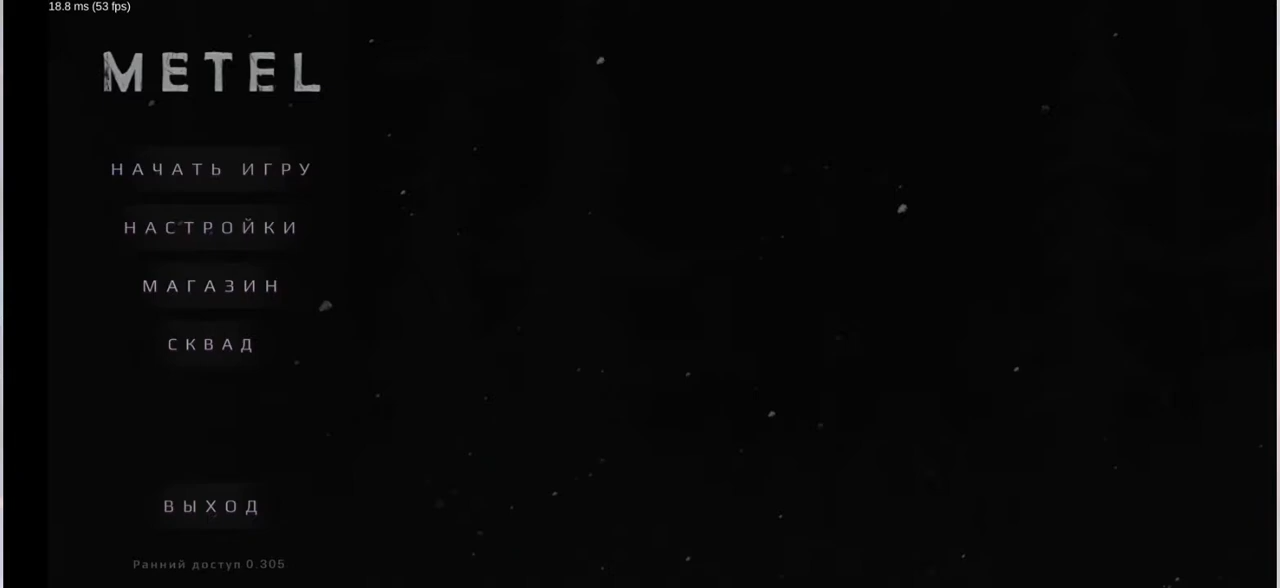 18.8 ms (53 fps)
METEL
НАЧАТЬ ИГРУ
НАСТРОЙКИ
МАГАЗИН
СКВАД
ВЫХОД
Ранний доступ 0.305